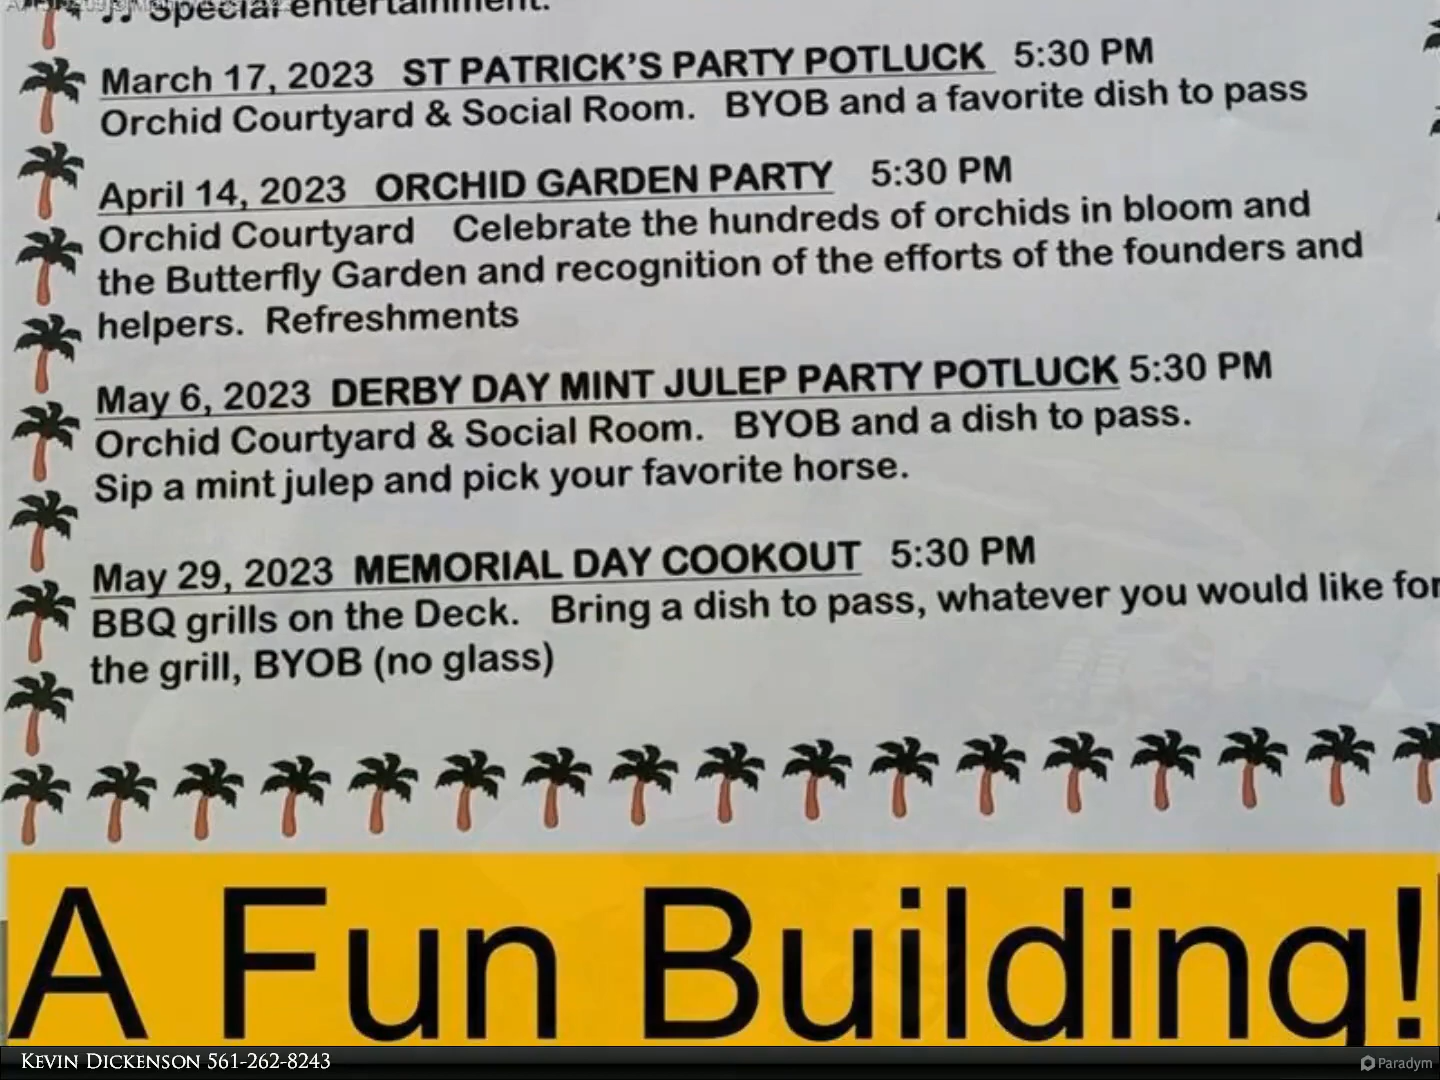 ♫ Special entertainment.
March 17, 2023 ST PATRICK'S PARTY POTLUCK 5:30 PM
Orchid Courtyard & Social Room. BYOB and a favorite dish to pass
April 14, 2023 ORCHID GARDEN PARTY 5:30 PM
Orchid Courtyard Celebrate the hundreds of orchids in bloom and
the Butterfly Garden and recognition of the efforts of the founders and
helpers. Refreshments
May 6, 2023 DERBY DAY MINT JULEP PARTY POTLUCK 5:30 PM
Orchid Courtyard & Social Room. BYOB and a dish to pass.
Sip a mint julep and pick your favorite horse.
May 29, 2023 MEMORIAL DAY COOKOUT 5:30 PM
BBQ grills on the Deck. Bring a dish to pass, whatever you would like for
the grill, BYOB (no glass)
A Fun Building!
KEVIN DICKENSON 561-262-8243
Paradym